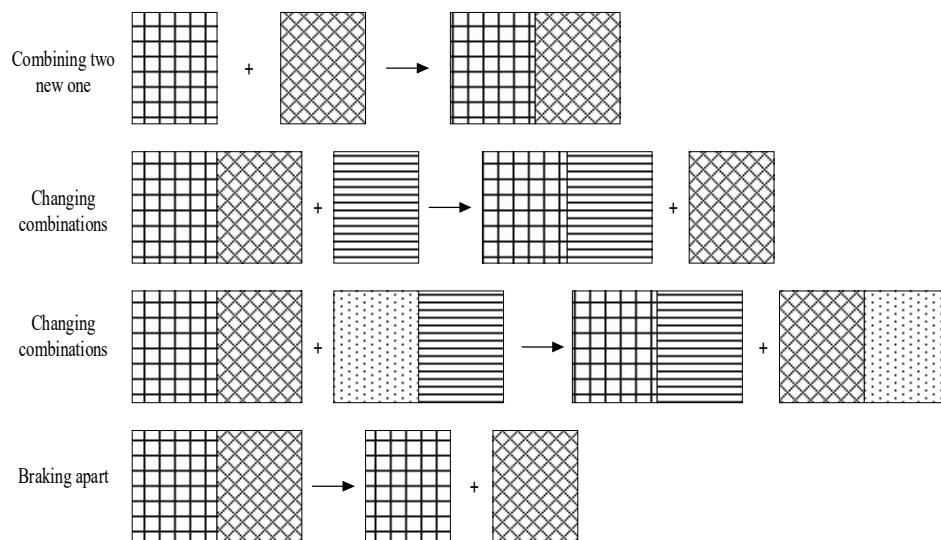 Combining two
new one
+
Changing
combinations
+
+
Changing
combinations
+
+
Braking apart
+